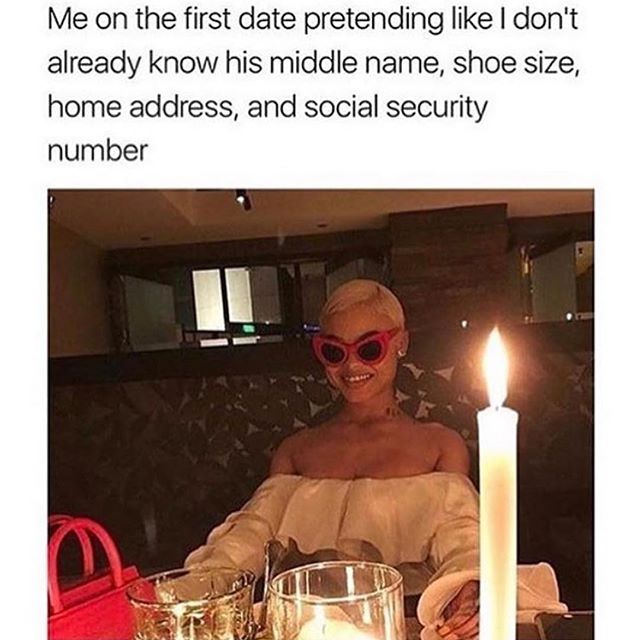 Me on the first date pretending like I don't
already know his middle name, shoe size,
home address, and social security
number